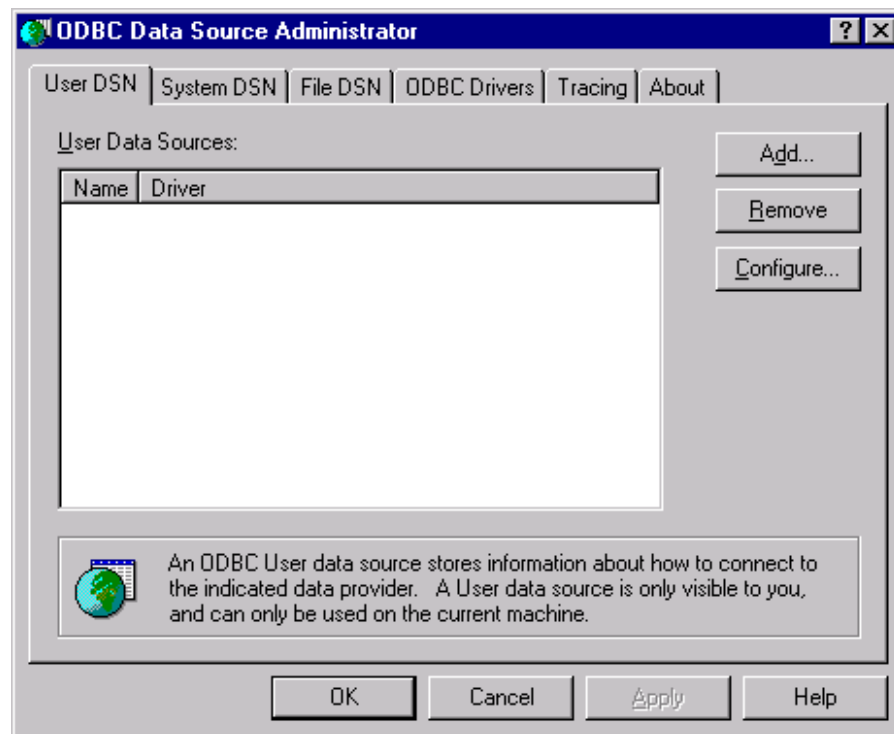 ODBC Data Source Administrator
User DSN System DSN File DSN ODBC Drivers Tracing About
User Data Sources:
Add...
Name Driver
Remove
Configure...
An ODBC User data source stores information about how to connect to
the indicated data provider. A User data source is only visible to you,
and can only be used on the current machine.
OK Cancel Apply Help